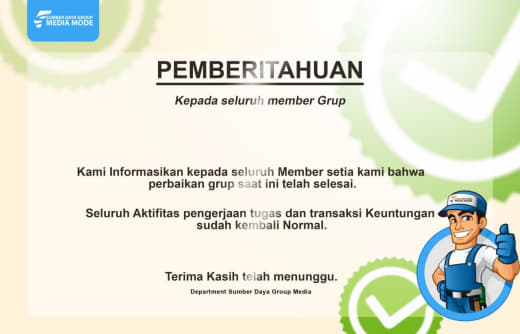 SUMBER DAYA GROUP
MEDIA MODE
PEMBERITAHUAN
Kepada seluruh member Grup
Kami Informasikan kepada seluruh Member setia kami bahwa
perbaikan grup saat ini telah selesai.
Seluruh Aktifitas pengerjaan tugas dan transaksi Keuntungan
sudah kembali Normal.
Terima Kasih telah menunggu.
Department Sumber Daya Group Media